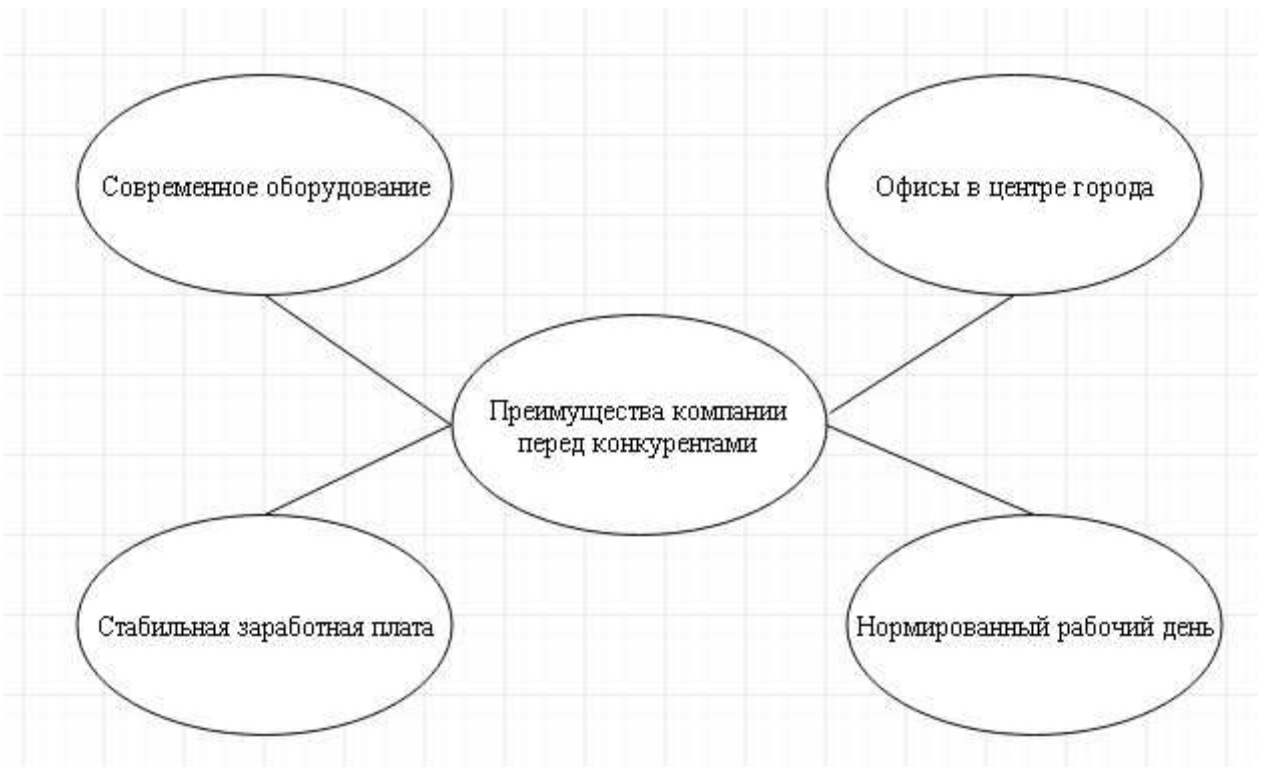 Современное оборудование
Офисы в центре города
Преимущества компании
перед конкурентами
Стабильная заработная плата
Нормированный рабочий день